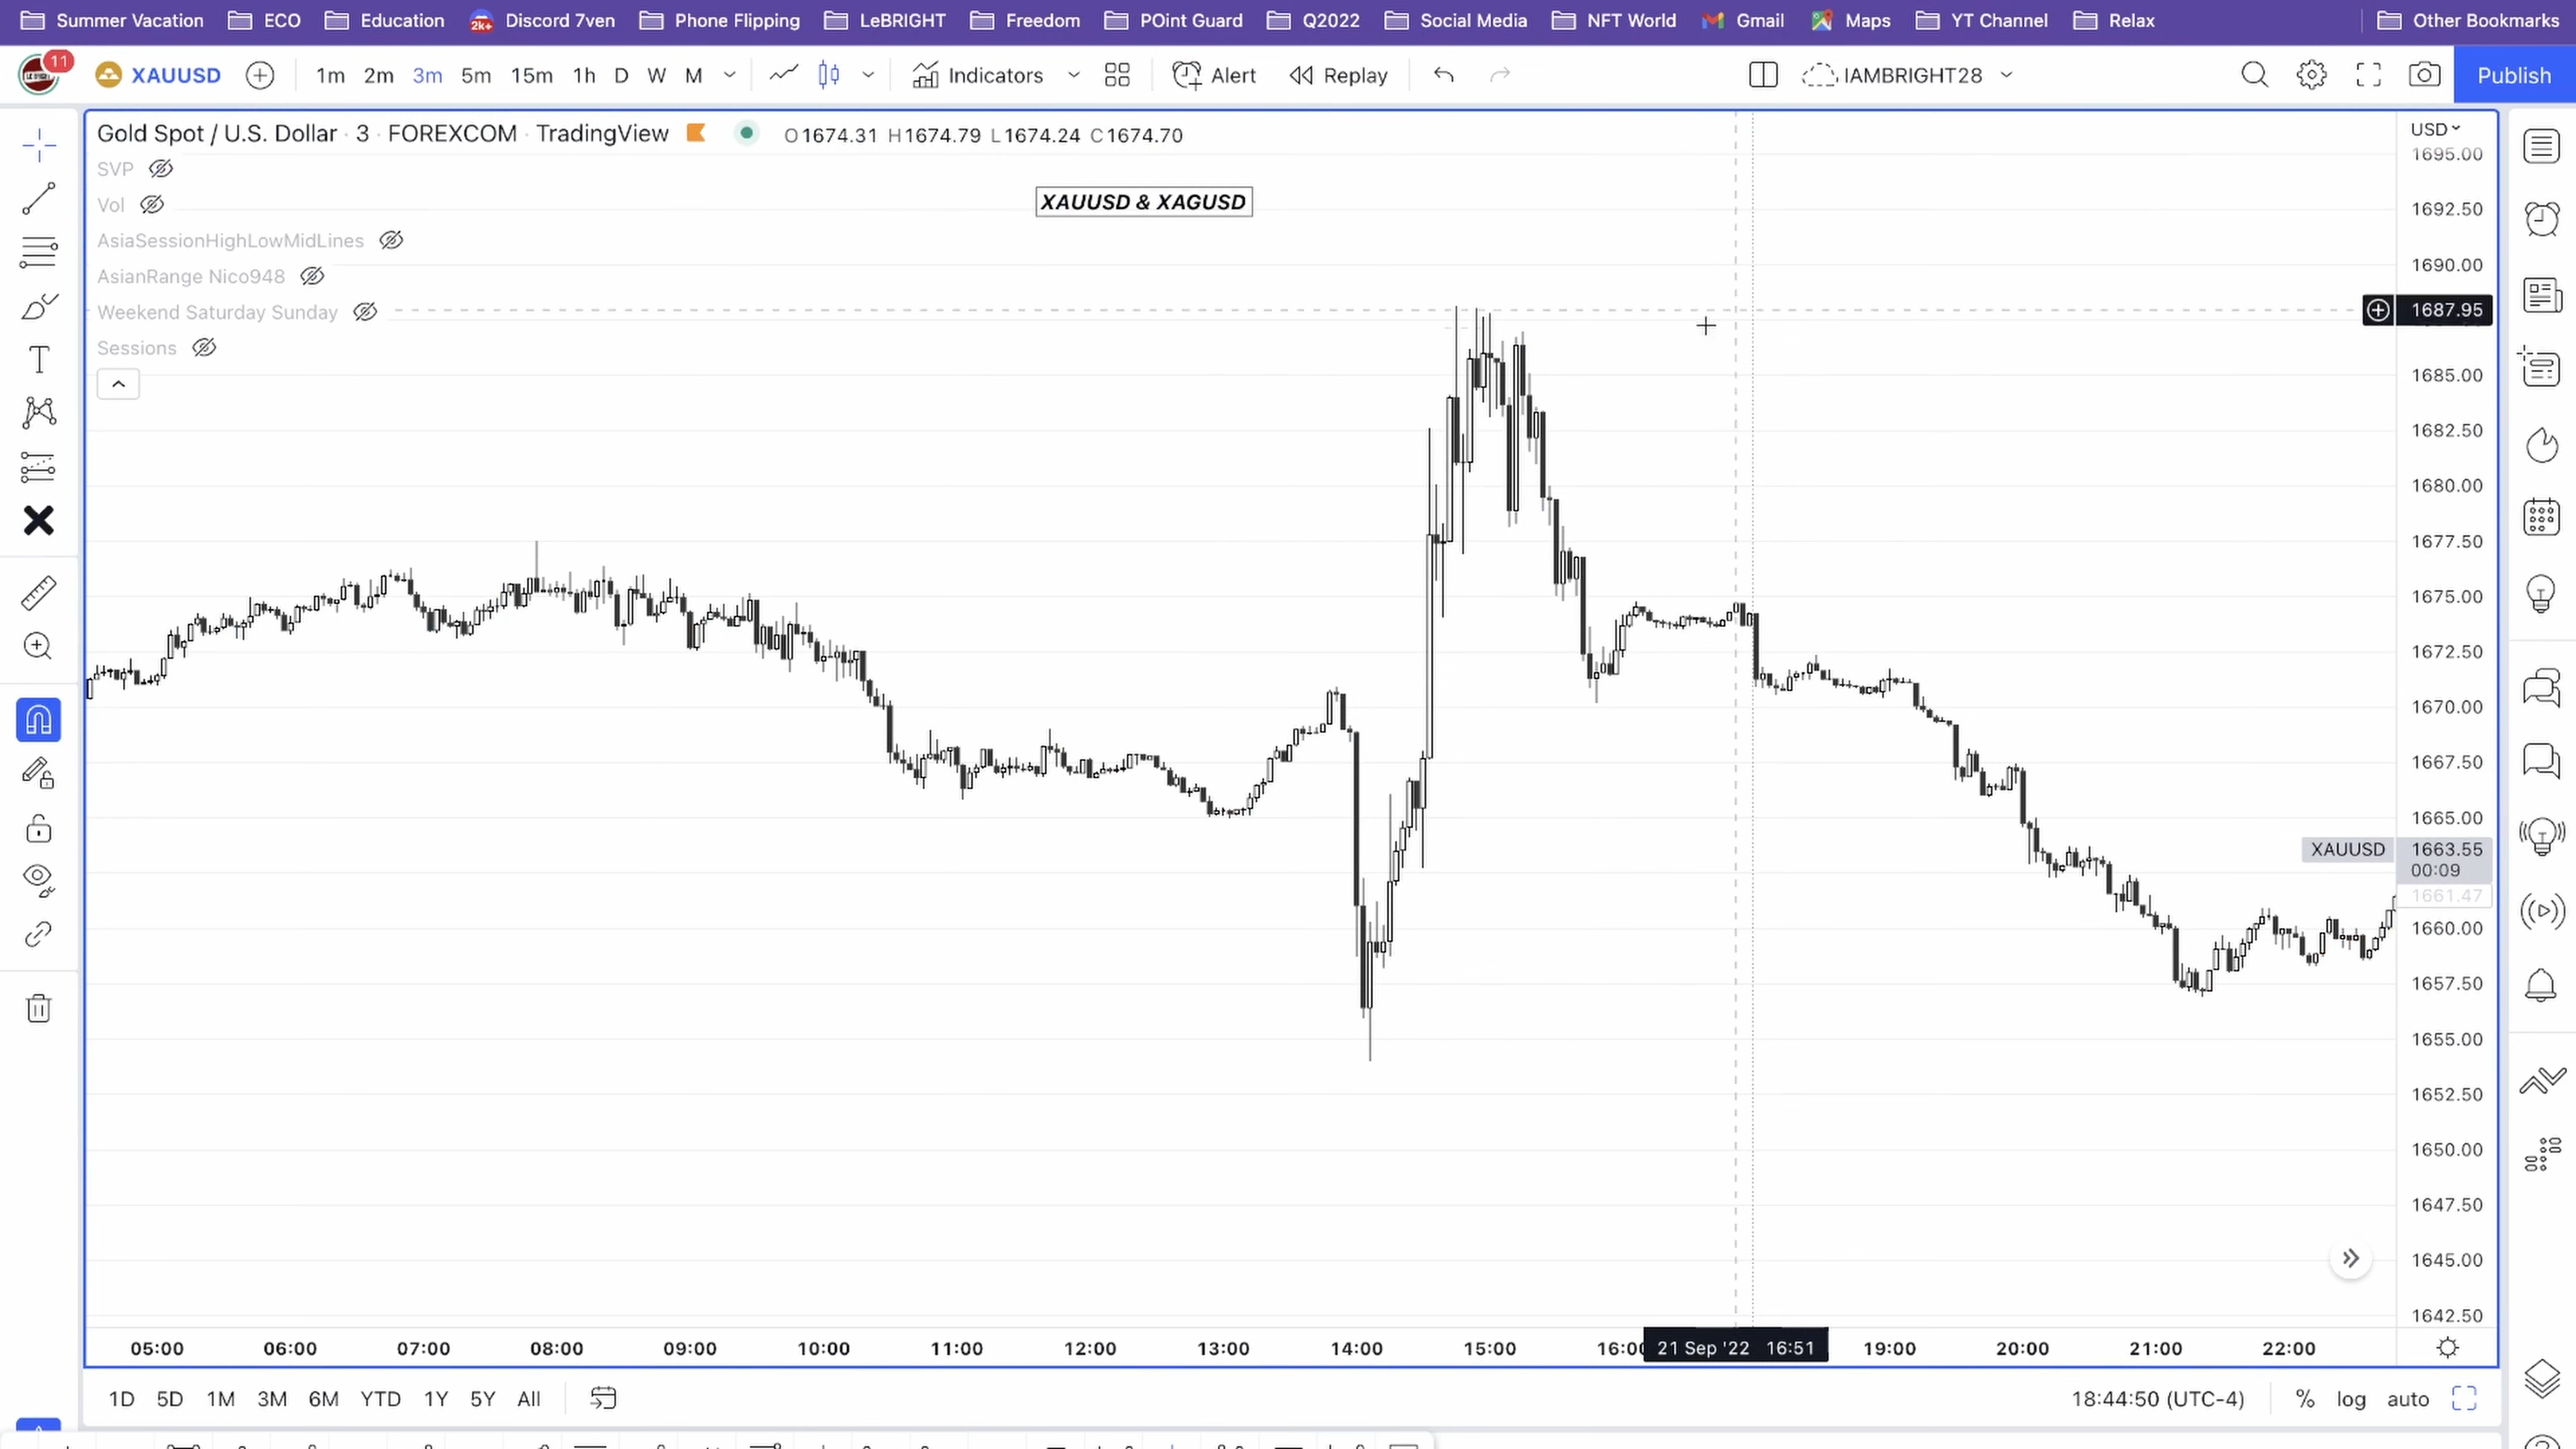 Summer Vacation ECO Education Discord 7ven Phone Flipping LeBRIGHT Freedom POint Guard Q2022 Social Media NFT World Gmail Maps YT Channel Relax Other Bookmarks
11 XAUUSD 1m 2m 3m 5m 15m 1h D W M Indicators Alert Replay IAMBRIGHT28 Publish
Gold Spot / U.S. Dollar · 3 · FOREXCOM · TradingView O1674.31 H1674.79 L1674.24 C1674.70
SVP
Vol
AsiaSessionHighLowMidLines
AsianRange Nico948
Weekend Saturday Sunday
Sessions
XAUUSD & XAGUSD
USD
1695.00
1692.50
1690.00
1687.95
1685.00
1682.50
1680.00
1677.50
1675.00
1672.50
1670.00
1667.50
1665.00
XAUUSD 1663.55
00:09
1661.47
1660.00
1657.50
1655.00
1652.50
1650.00
1647.50
1645.00
1642.50
05:00 06:00 07:00 08:00 09:00 10:00 11:00 12:00 13:00 14:00 15:00 16:00 21 Sep '22 16:51 19:00 20:00 21:00 22:00
1D 5D 1M 3M 6M YTD 1Y 5Y All 18:44:50 (UTC-4) % log auto